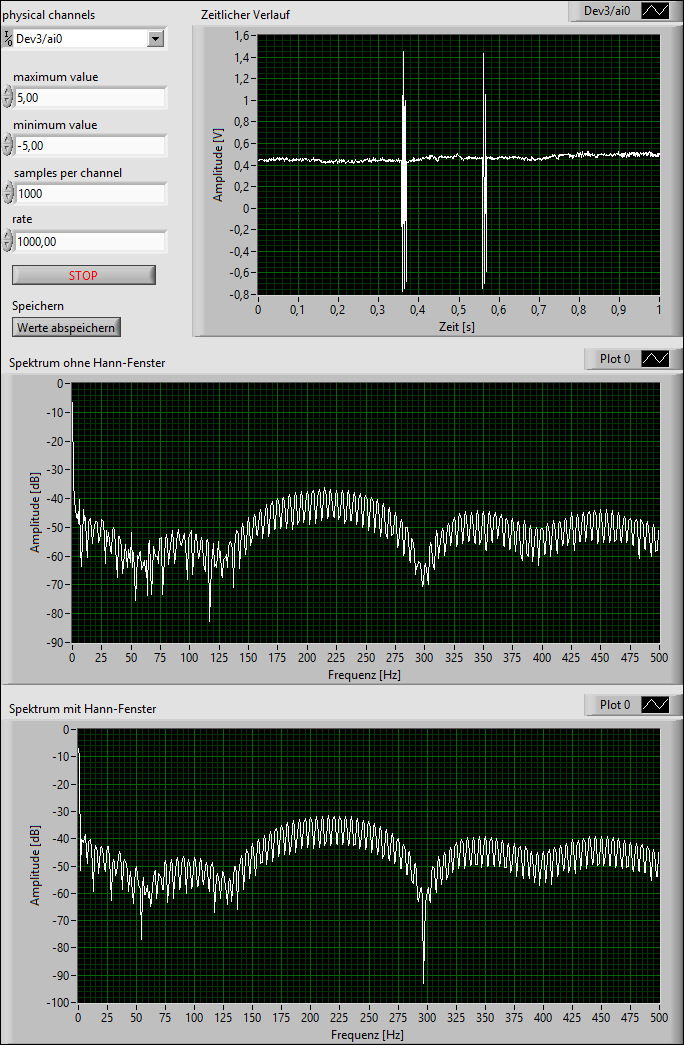 physical channels
Dev3/ai0
maximum value
5,00
minimum value
-5,00
samples per channel
1000
rate
1000,00
STOP
Speichern
Werte abspeichern
Zeitlicher Verlauf
Dev3/ai0
Amplitude [V]
1,6
1,4
1,2
1
0,8
0,6
0,4
0,2
0
-0,2
-0,4
-0,6
-0,8
0 0,1 0,2 0,3 0,4 0,5 0,6 0,7 0,8 0,9 1
Zeit [s]
Spektrum ohne Hann-Fenster
Plot 0
Amplitude [dB]
0
-10
-20
-30
-40
-50
-60
-70
-80
-90
0 25 50 75 100 125 150 175 200 225 250 275 300 325 350 375 400 425 450 475 500
Frequenz [Hz]
Spektrum mit Hann-Fenster
Plot 0
Amplitude [dB]
0
-10
-20
-30
-40
-50
-60
-70
-80
-90
-100
0 25 50 75 100 125 150 175 200 225 250 275 300 325 350 375 400 425 450 475 500
Frequenz [Hz]